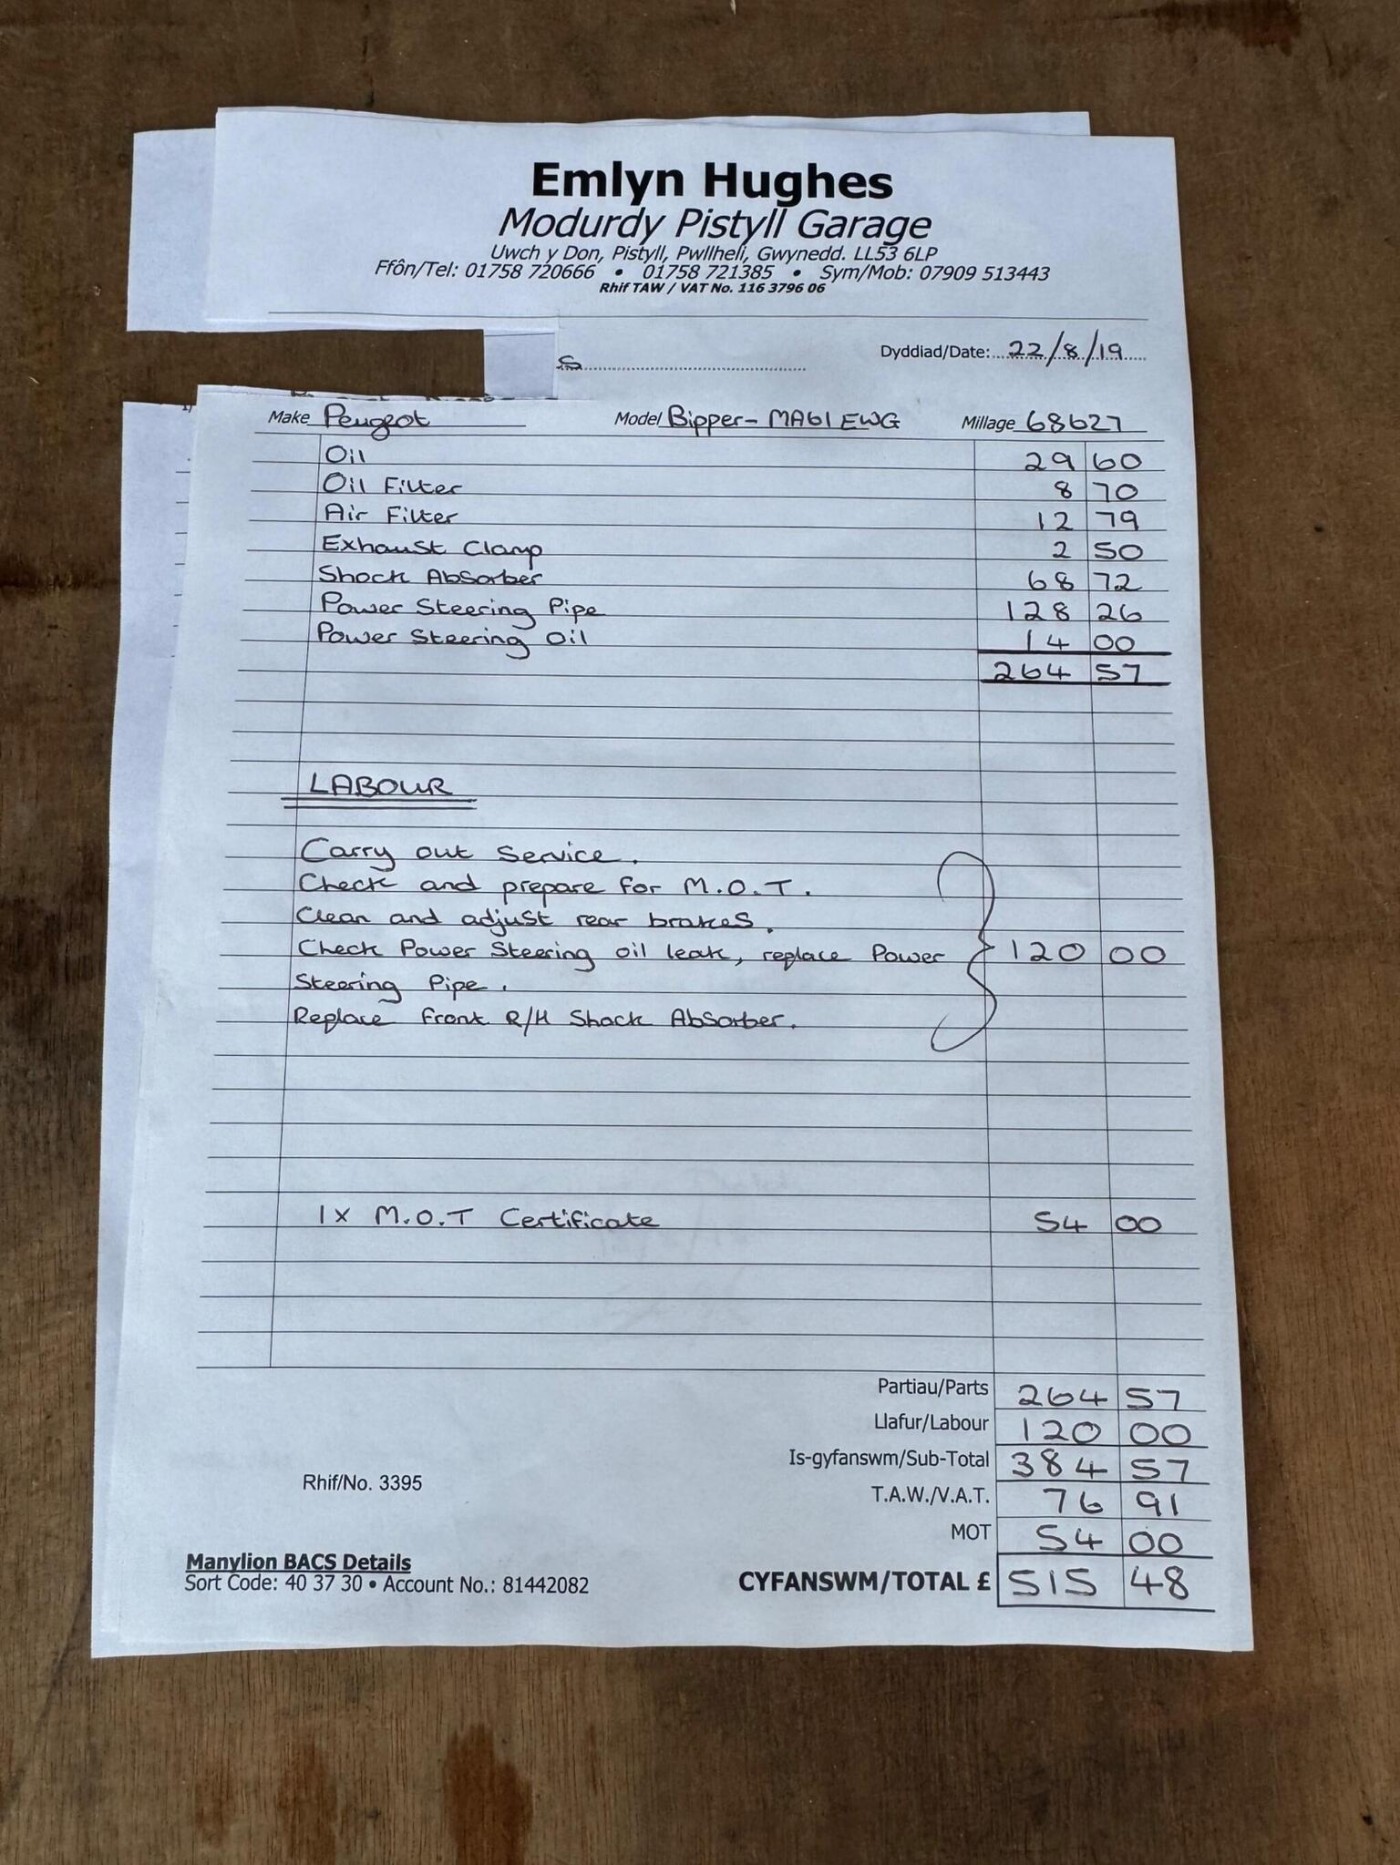 Emlyn Hughes
Modurdy Pistyll Garage
Uwch y Don, Pistyll, Pwllheli, Gwynedd. LL53 6LP
Ffôn/Tel: 01758 720666 • 01758 721385 • Sym/Mob: 07909 513443
Rhif TAW / VAT No. 116 3796 06
Dyddiad/Date: 22/8/19
Make Peugeot Model Bipper - MA61 EWG Millage 68627
Oil 29 60
Oil Filter 8 70
Air Filter 12 79
Exhaust Clamp 2 50
Shock Absorber 68 72
Power Steering Pipe 128 26
Power Steering Oil 14 00
264 57
LABOUR
Carry out Service.
Check and prepare for M.O.T.
Clean and adjust rear brakes.
Check Power Steering oil leak, replace Power 120 00
Steering Pipe.
Replace front R/H Shock Absorber.
1x M.O.T Certificate 54 00
Partiau/Parts 264 57
Llafur/Labour 120 00
Is-gyfanswm/Sub-Total 384 57
Rhif/No. 3395
T.A.W./V.A.T. 76 91
MOT 54 00
Manylion BACS Details
Sort Code: 40 37 30 • Account No.: 81442082
CYFANSWM/TOTAL £ 515 48